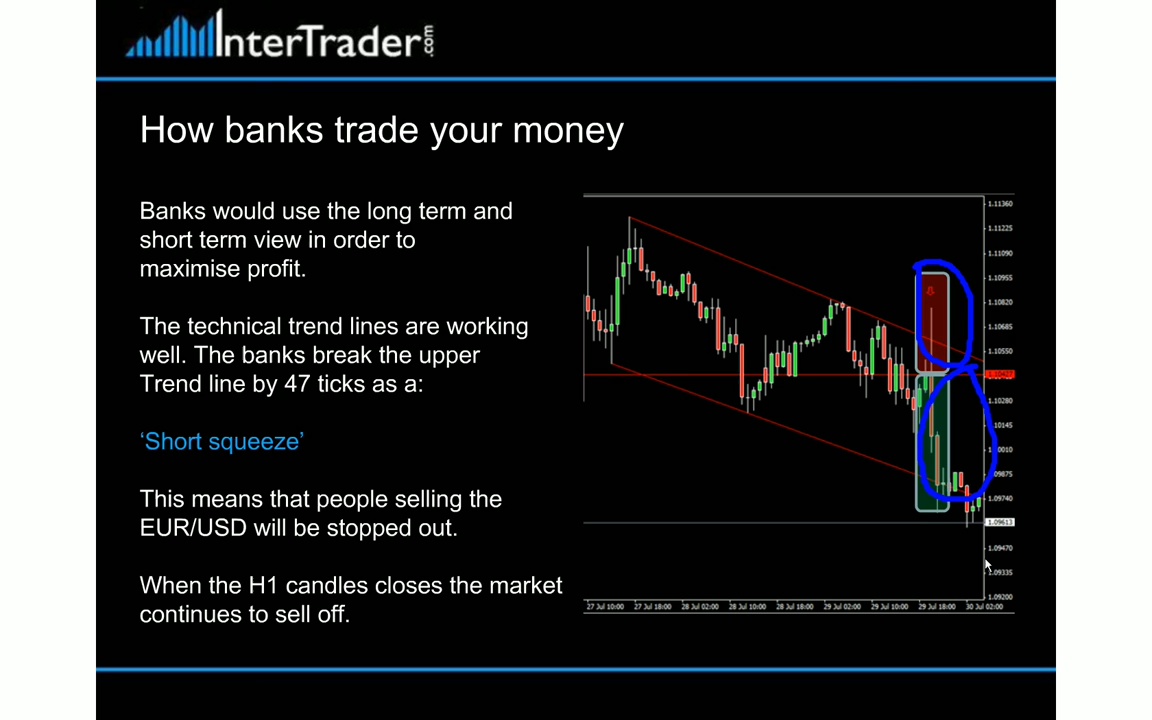 InterTrader.com
How banks trade your money
Banks would use the long term and
short term view in order to
maximise profit.
The technical trend lines are working
well. The banks break the upper
Trend line by 47 ticks as a:
‘Short squeeze’
This means that people selling the
EUR/USD will be stopped out.
When the H1 candles closes the market
continues to sell off.
1.11360
1.11225
1.11090
1.10955
1.10820
1.10685
1.10550
1.10280
1.10145
1.10010
1.09875
1.09740
1.09613
1.09470
1.09335
1.09200
27 Jul 10:00 27 Jul 18:00 28 Jul 02:00 28 Jul 10:00 28 Jul 18:00 29 Jul 02:00 29 Jul 10:00 29 Jul 18:00 30 Jul 02:00